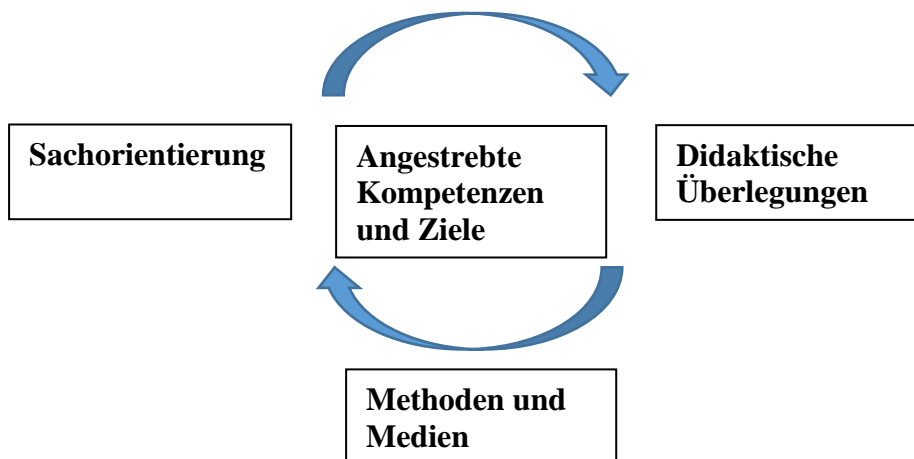 Sachorientierung
Angestrebte
Kompetenzen
und Ziele
Didaktische
Überlegungen
Methoden und
Medien